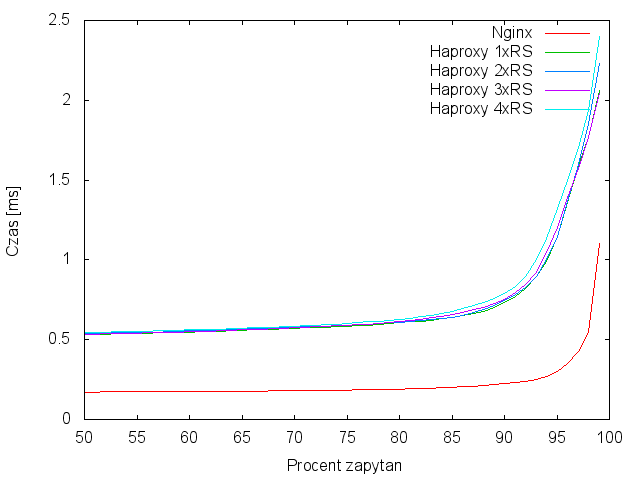 2.5
2
1.5
1
0.5
0
Czas [ms]
Nginx
Haproxy 1xRS
Haproxy 2xRS
Haproxy 3xRS
Haproxy 4xRS
50 55 60 65 70 75 80 85 90 95 100
Procent zapytan